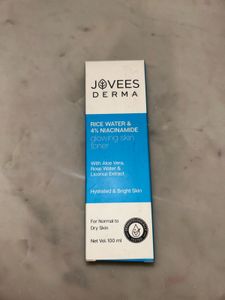 JOVEES
DERMA
RICE WATER &
4% NIACINAMIDE
glowing skin
toner
With Aloe Vera,
Rose Water &
Licorice Extract
Hydrated & Bright Skin
For Normal to
Dry Skin
Net Vol. 100 ml